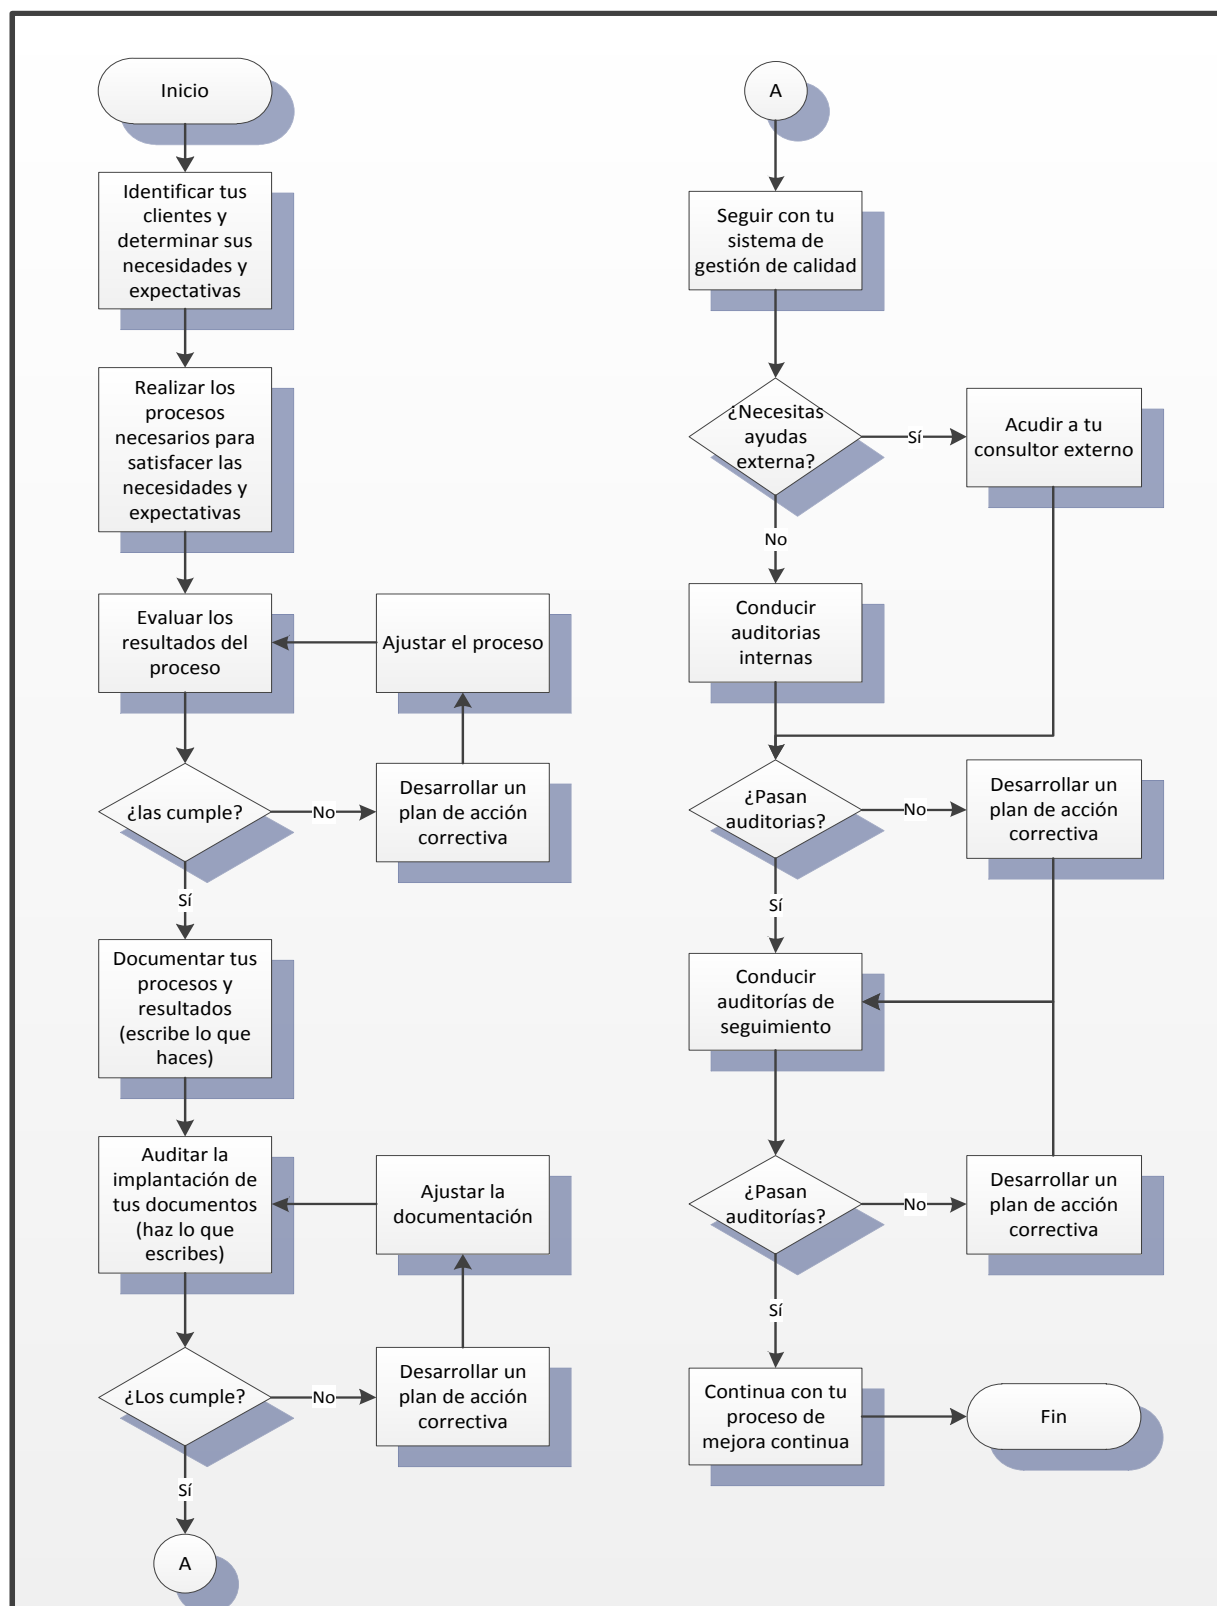 Inicio
Identificar tus
clientes y
determinar sus
necesidades y
expectativas
Realizar los
procesos
necesarios para
satisfacer las
necesidades y
expectativas
Evaluar los
resultados del
proceso
Ajustar el proceso
¿las cumple?
No
Desarrollar un
plan de acción
correctiva
Sí
Documentar tus
procesos y
resultados
(escribe lo que
haces)
Auditar la
implantación de
tus documentos
(haz lo que
escribes)
Ajustar la
documentación
¿Los cumple?
No
Desarrollar un
plan de acción
correctiva
Sí
A
A
Seguir con tu
sistema de
gestión de calidad
¿Necesitas
ayudas
externa?
Sí
Acudir a tu
consultor externo
No
Conducir
auditorias
internas
¿Pasan
auditorias?
No
Desarrollar un
plan de acción
correctiva
Sí
Conducir
auditorías de
seguimiento
¿Pasan
auditorías?
No
Desarrollar un
plan de acción
correctiva
Sí
Continua con tu
proceso de
mejora continua
Fin